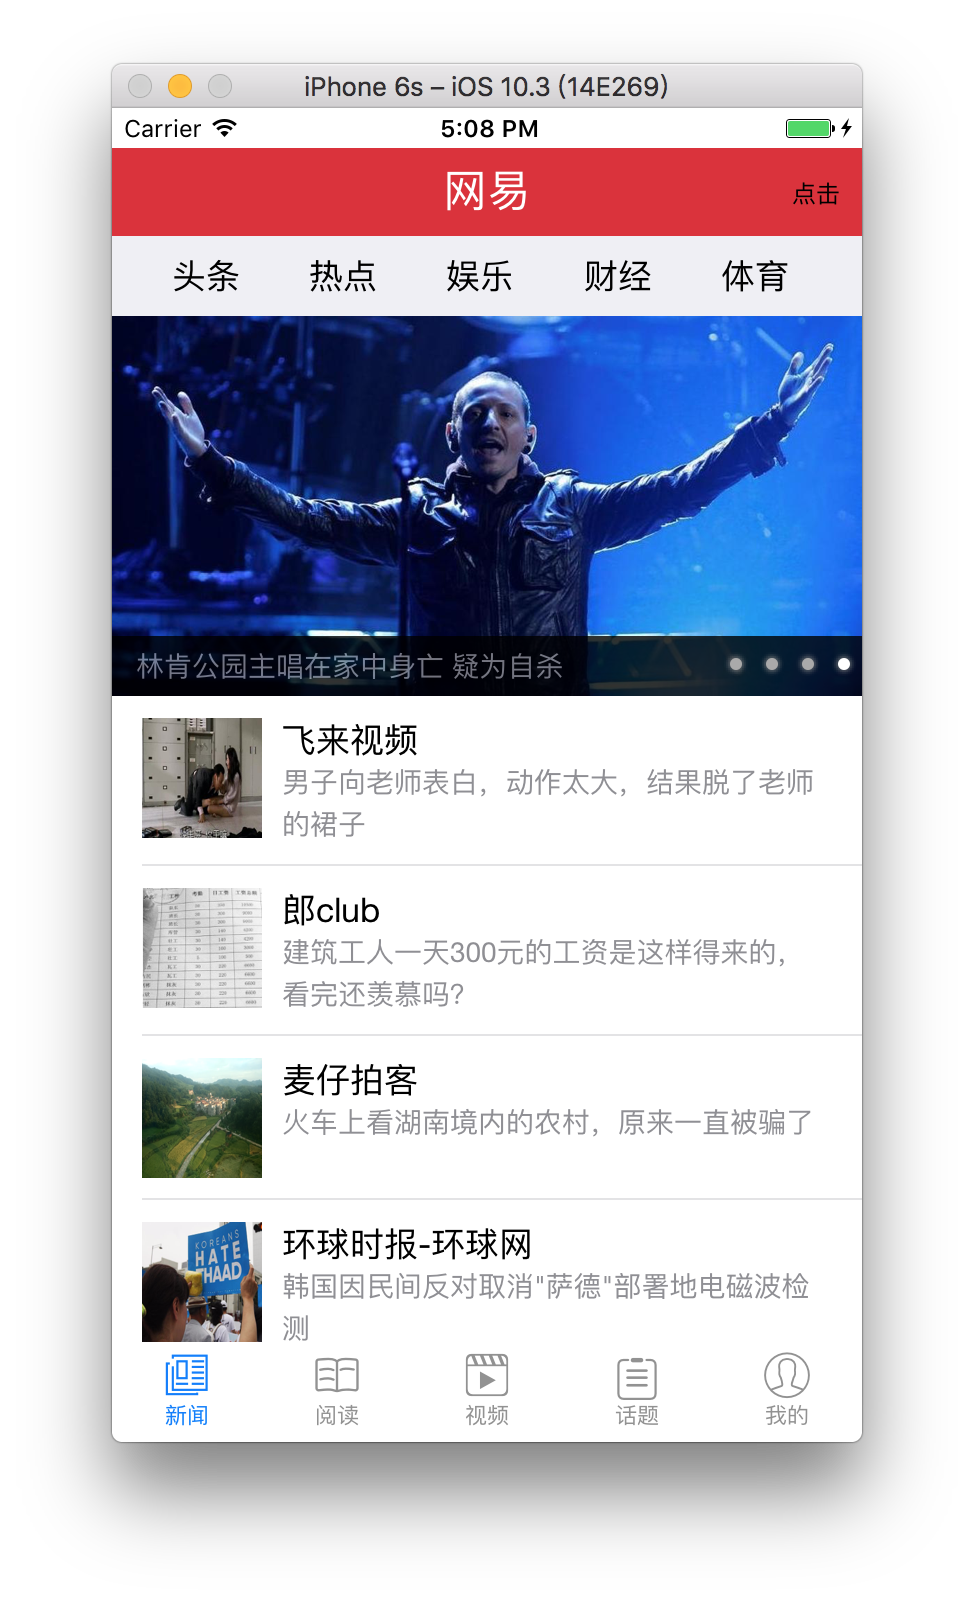 iPhone 6s – iOS 10.3 (14E269)
Carrier
5:08 PM
网易
点击
头条
热点
娱乐
财经
体育
林肯公园主唱在家中身亡 疑为自杀
飞来视频
男子向老师表白，动作太大，结果脱了老师
的裙子
郎club
建筑工人一天300元的工资是这样得来的，
看完还羡慕吗?
麦仔拍客
火车上看湖南境内的农村，原来一直被骗了
KOREANS
HATE
THAAD
环球时报-环球网
韩国因民间反对取消"萨德"部署地电磁波检
测
新闻
阅读
视频
话题
我的